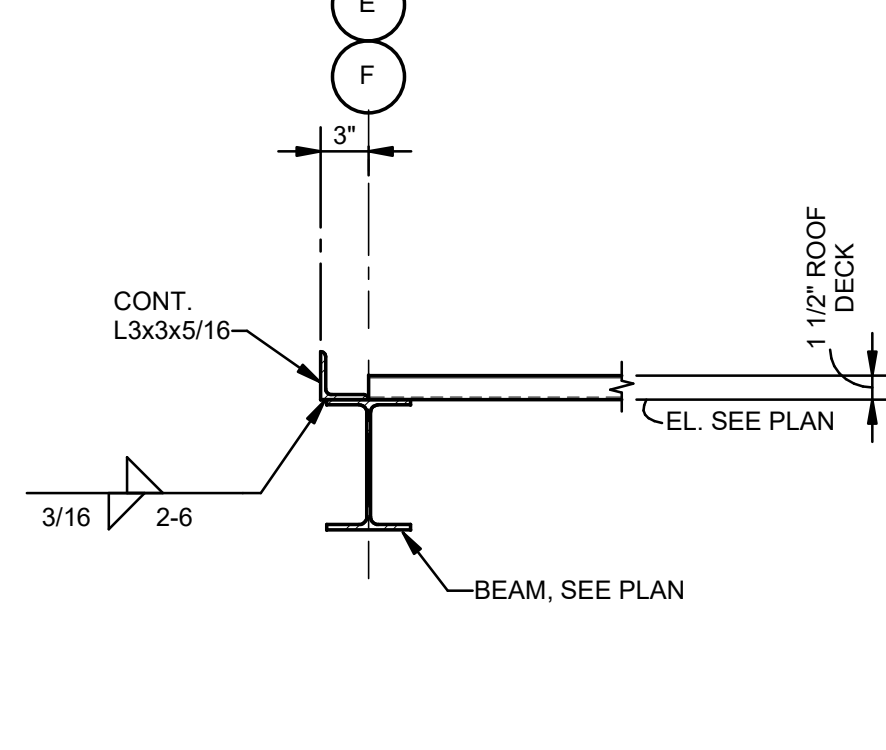 E
F
3"
1 1/2" ROOF
DECK
CONT.
L3x3x5/16
EL. SEE PLAN
3/16
2-6
BEAM, SEE PLAN